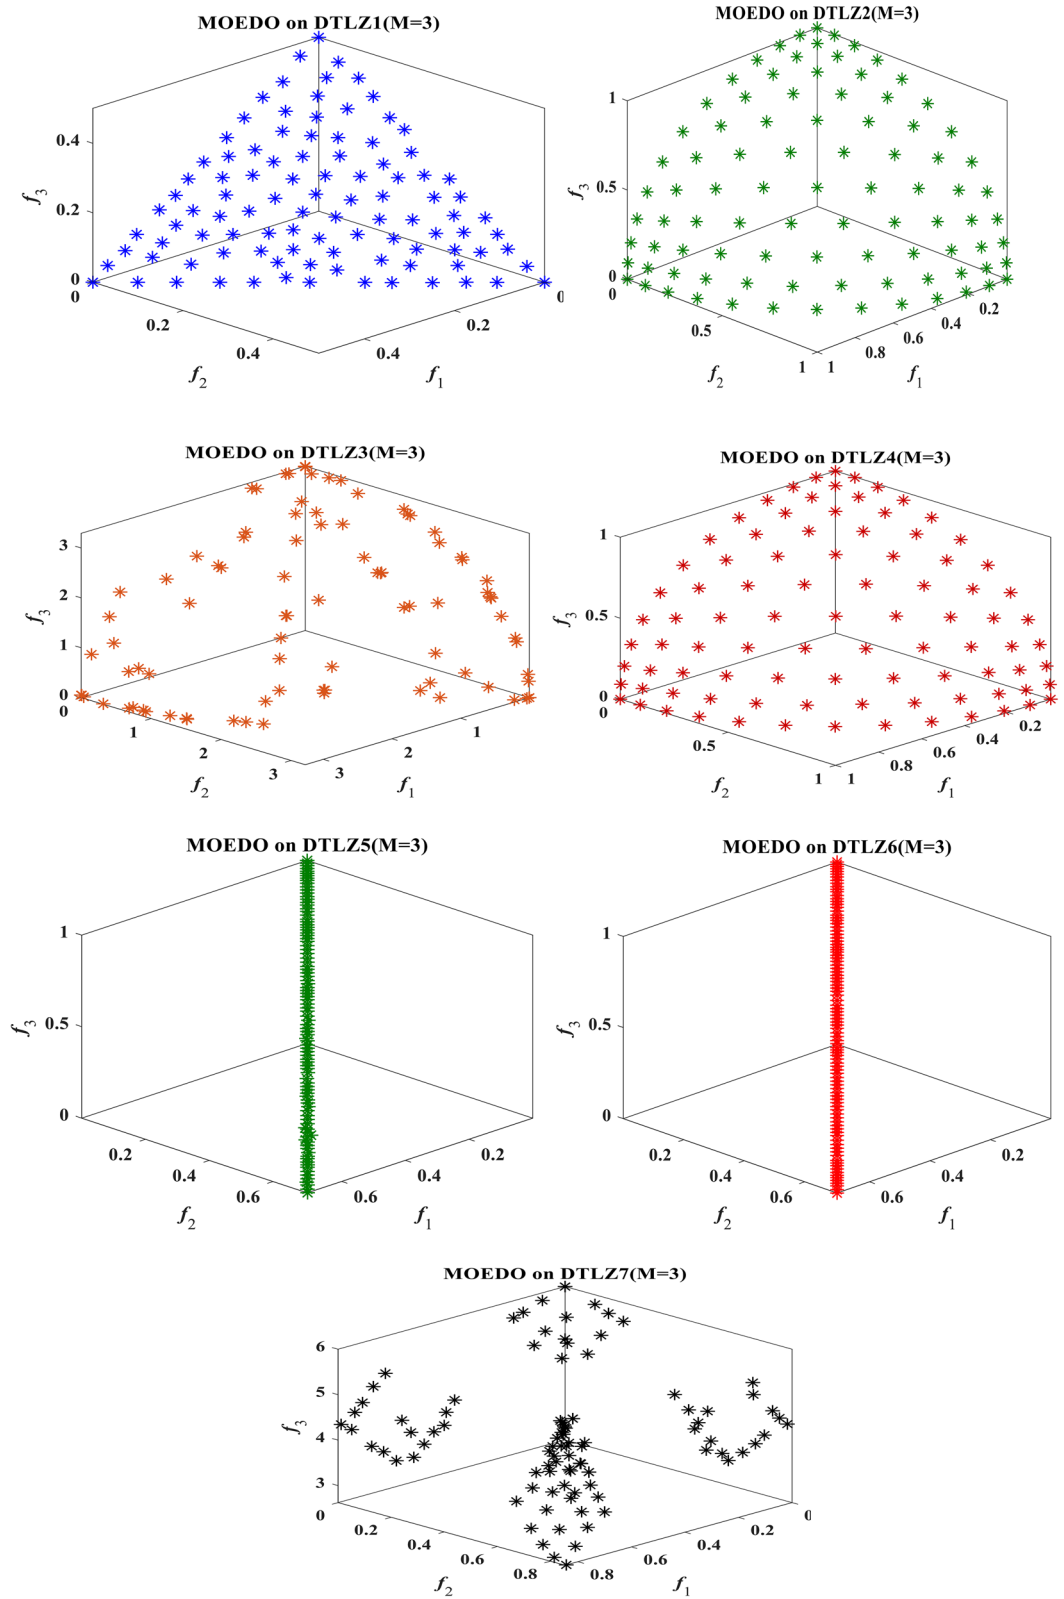 MOEDO on DTLZ1(M=3)
f3
0.4
0.2
0
0
0.2
0.4
f2
0.4
0.2
0
f1
MOEDO on DTLZ2(M=3)
f3
1
0.5
0
0
0.5
1
f2
1
0.8
0.6
0.4
0.2
f1
MOEDO on DTLZ3(M=3)
f3
3
2
1
0
0
1
2
3
f2
3
2
1
f1
MOEDO on DTLZ4(M=3)
f3
1
0.5
0
0
0.5
1
f2
1
0.8
0.6
0.4
0.2
f1
MOEDO on DTLZ5(M=3)
f3
1
0.5
0
0.2
0.4
0.6
f2
0.6
0.4
0.2
f1
MOEDO on DTLZ6(M=3)
f3
1
0.5
0
0.2
0.4
0.6
f2
0.6
0.4
0.2
f1
MOEDO on DTLZ7(M=3)
f3
6
5
4
3
0
0.2
0.4
0.6
0.8
f2
0.8
0.6
0.4
0.2
0
f1